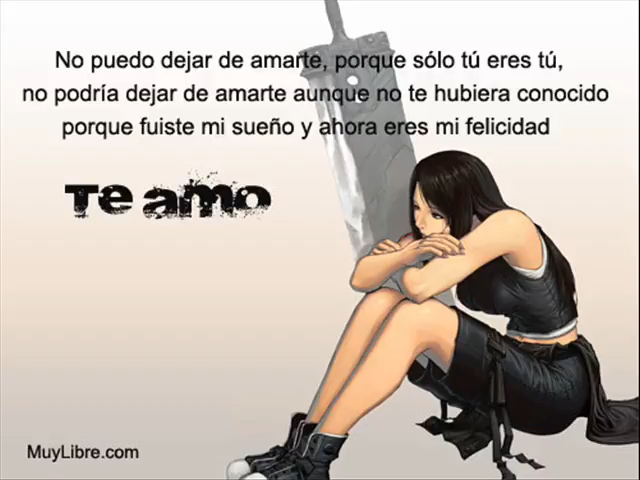 No puedo dejar de amarte, porque sólo tú eres tú,
no podría dejar de amarte aunque no te hubiera conocido
porque fuiste mi sueño y ahora eres mi felicidad
Te amo
MuyLibre.com